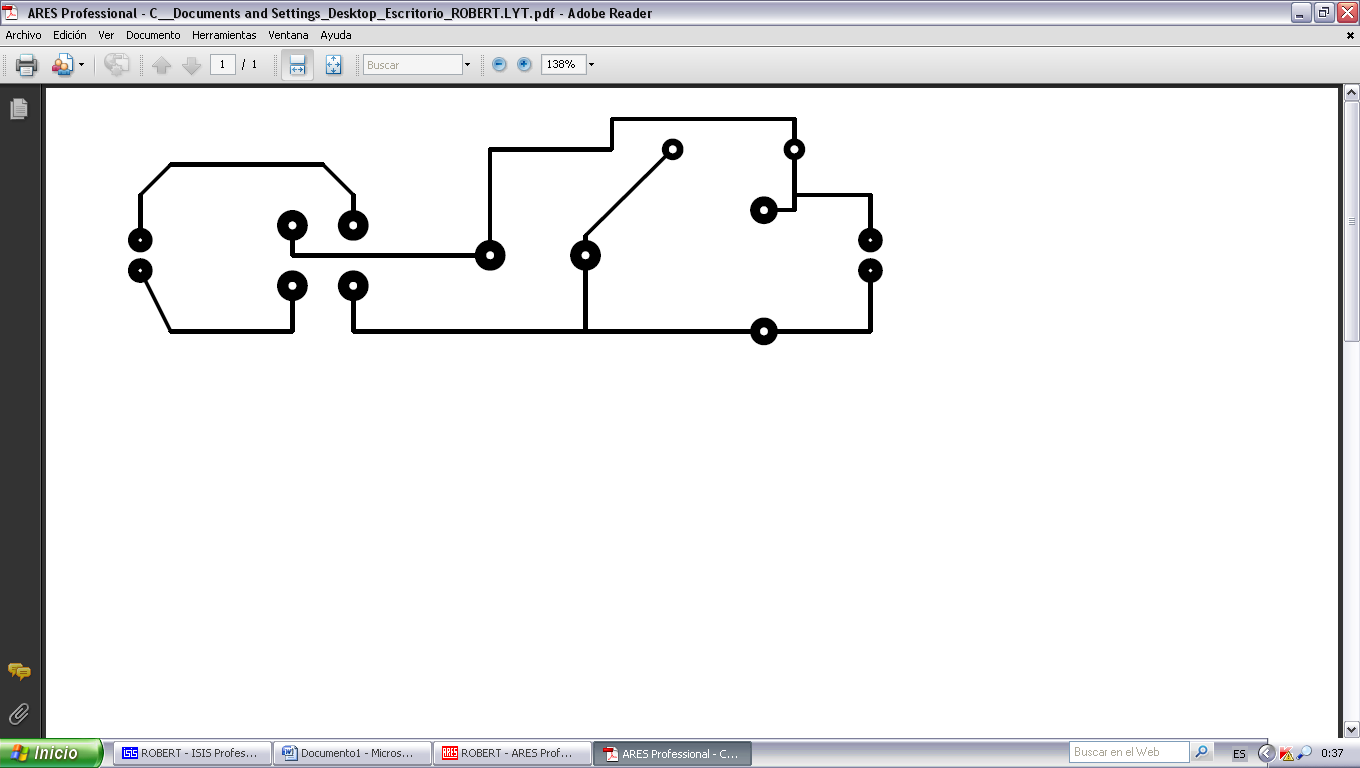 ARES Professional - C__Documents and Settings_Desktop_Escritorio_ROBERT.LYT.pdf - Adobe Reader
Archivo Edición Ver Documento Herramientas Ventana Ayuda
1 / 1 Buscar 138%
Inicio ISIS ROBERT - ISIS Profes... Documento1 - Micros... ARES ROBERT - ARES Prof... ARES Professional - C... Buscar en el Web ES 0:37